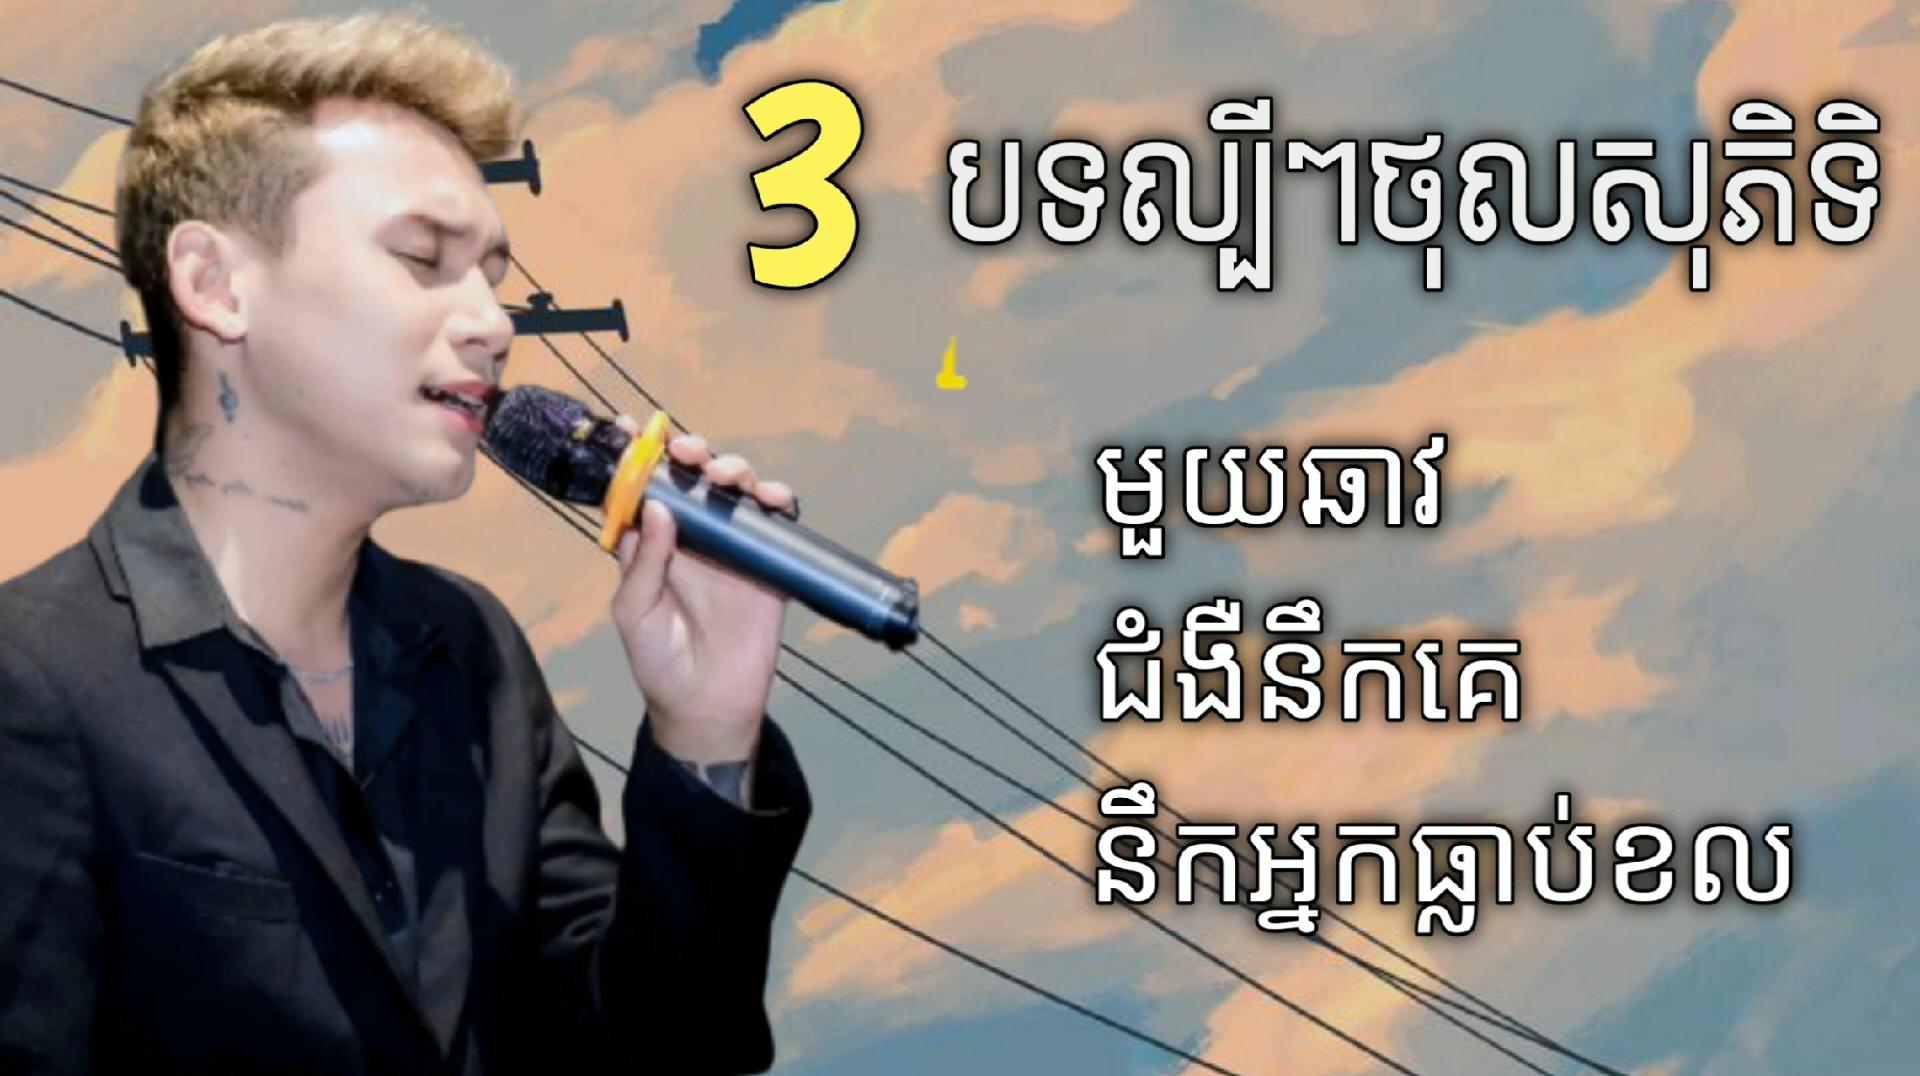 3 បទល្បីៗថុលសុភិទិ
មួយឆាវ
ជំងឺនឹកគេ
នឹកអ្នកធ្លាប់ខល